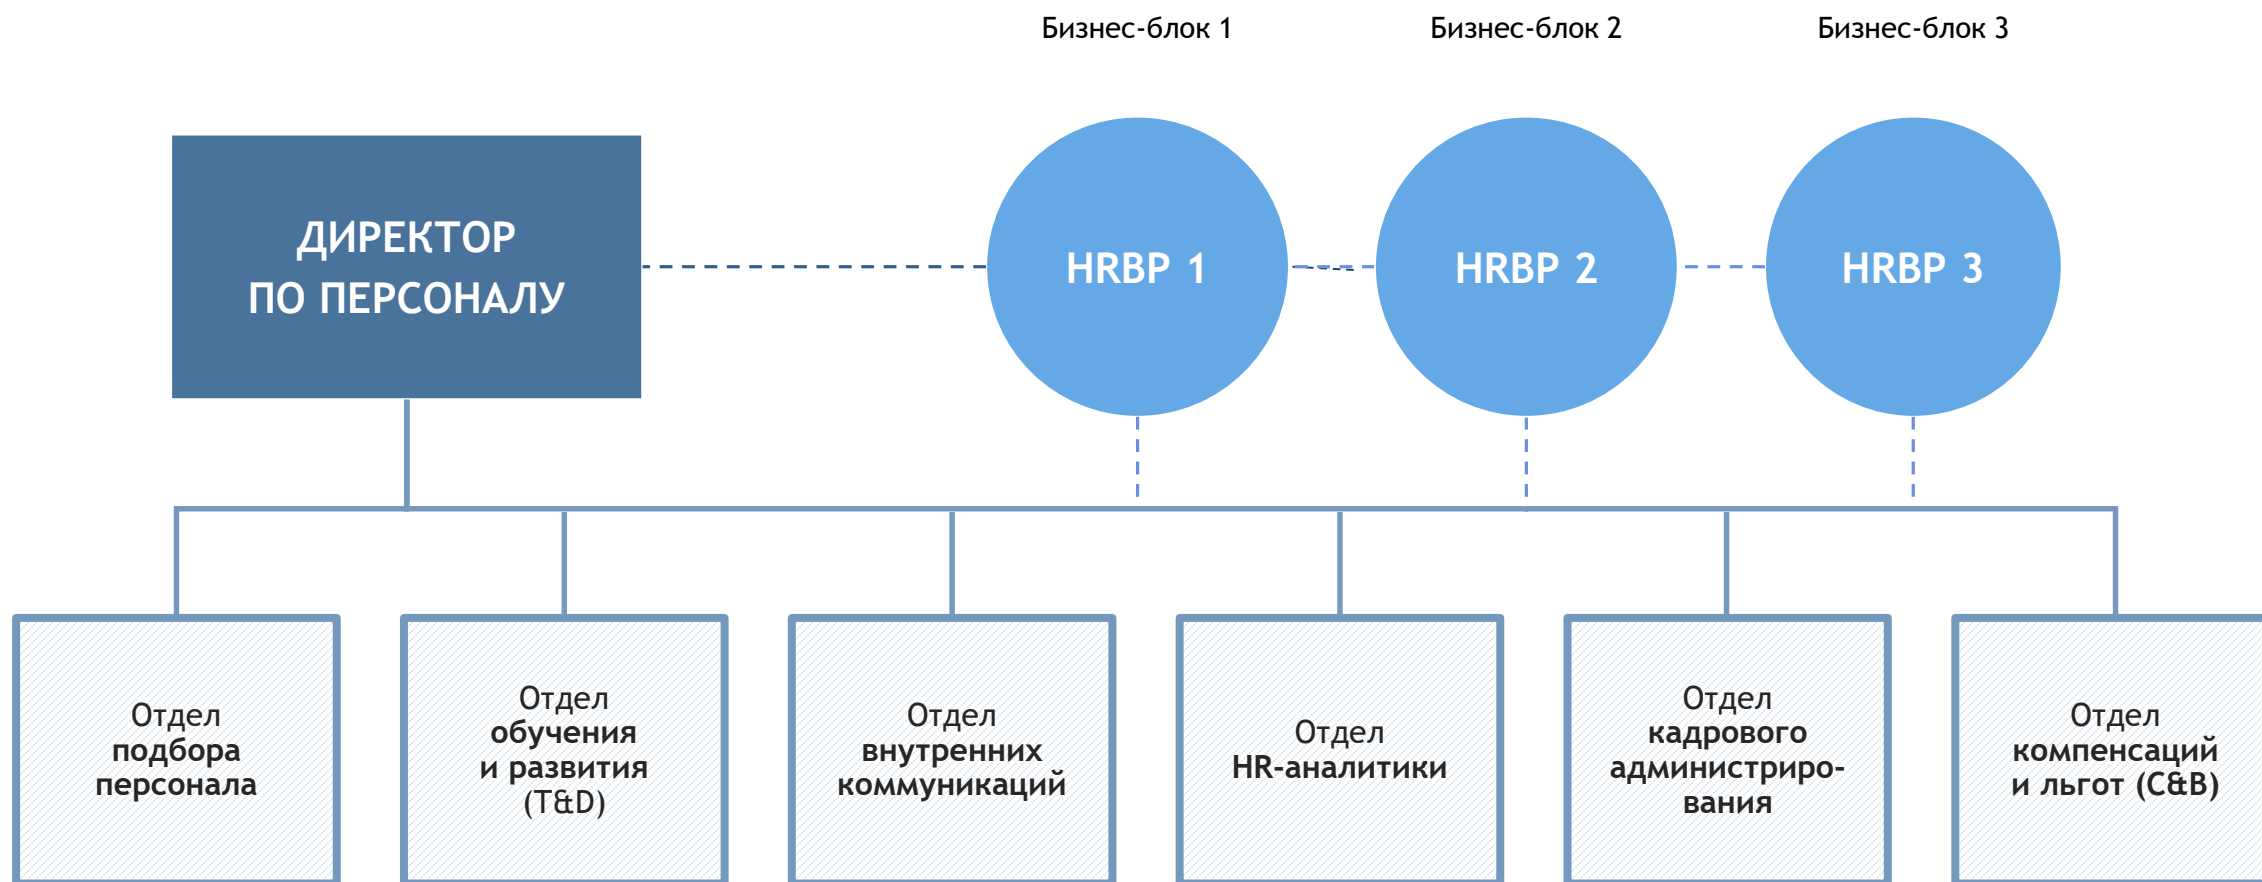 Бизнес-блок 1
Бизнес-блок 2
Бизнес-блок 3
ДИРЕКТОР
ПО ПЕРСОНАЛУ
HRBP 1
HRBP 2
HRBP 3
Отдел
подбора
персонала
Отдел
обучения
и развития
(T&D)
Отдел
внутренних
коммуникаций
Отдел
HR-аналитики
Отдел
кадрового
администриро-
вания
Отдел
компенсаций
и льгот (C&B)